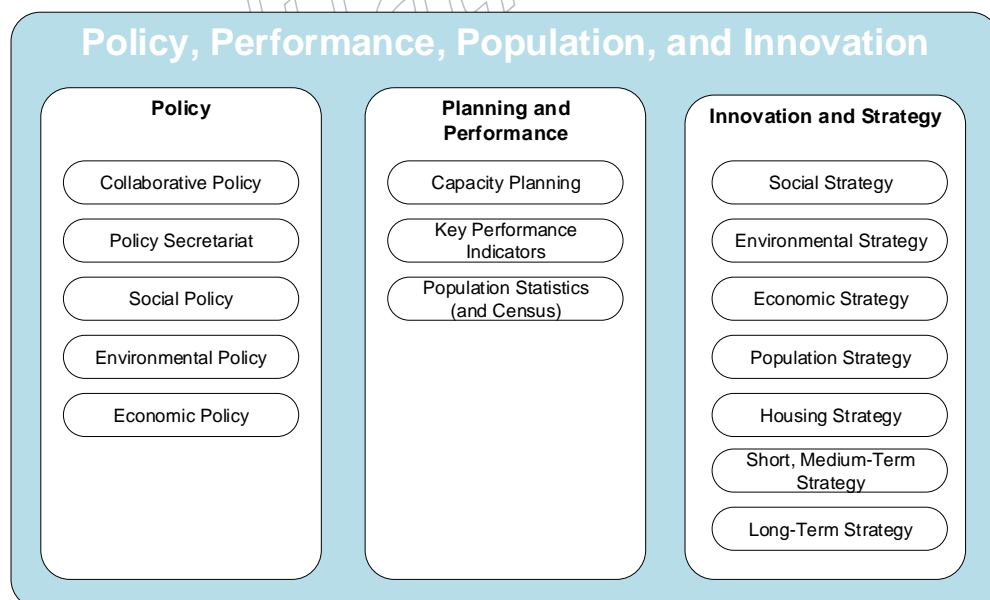 Policy, Performance, Population, and Innovation
Policy
Collaborative Policy
Policy Secretariat
Social Policy
Environmental Policy
Economic Policy
Planning and
Performance
Capacity Planning
Key Performance
Indicators
Population Statistics
(and Census)
Innovation and Strategy
Social Strategy
Environmental Strategy
Economic Strategy
Population Strategy
Housing Strategy
Short, Medium-Term
Strategy
Long-Term Strategy